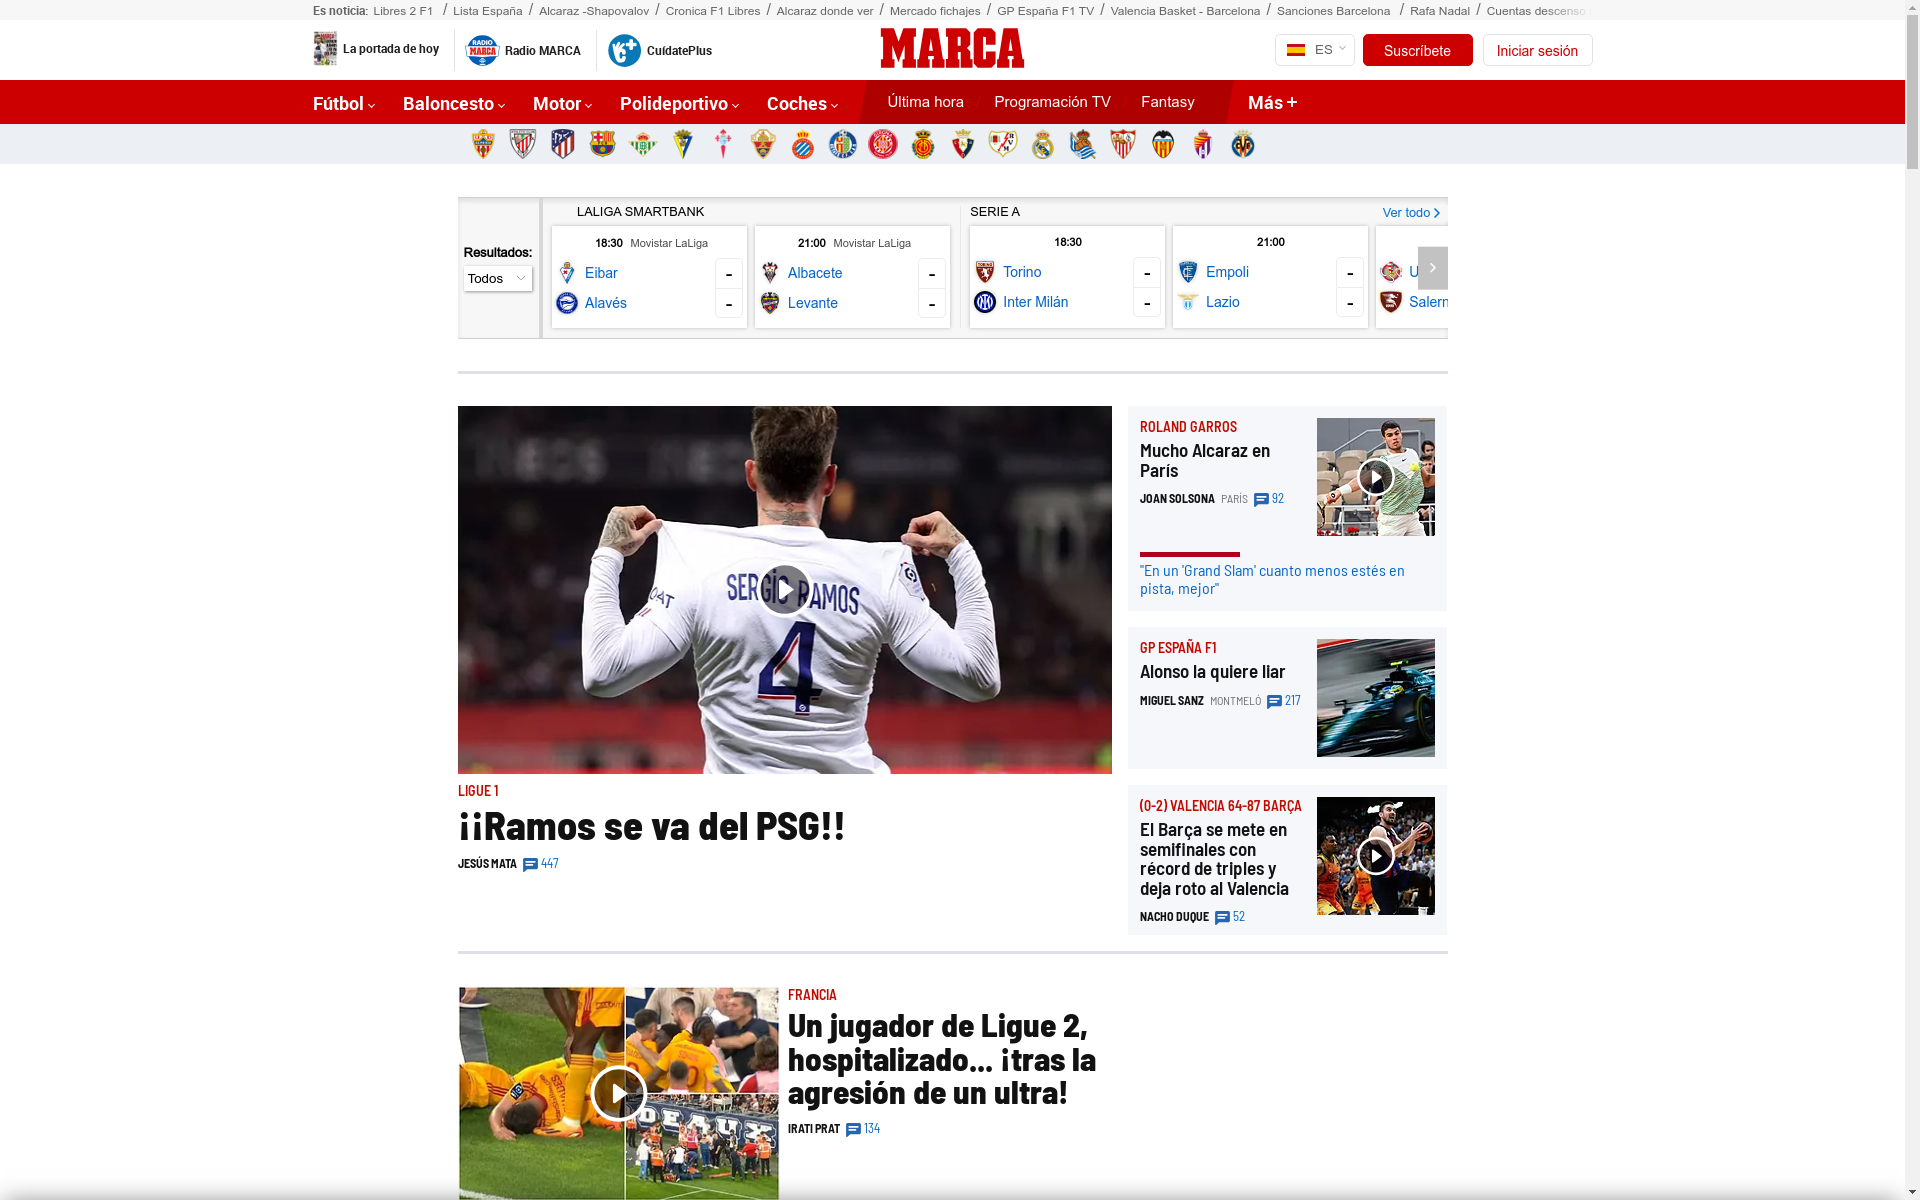 Es noticia: Libres 2 F1 / Lista España / Alcaraz -Shapovalov / Cronica F1 Libres / Alcaraz donde ver / Mercado fichajes / GP España F1 TV / Valencia Basket - Barcelona / Sanciones Barcelona / Rafa Nadal / Cuentas descenso
La portada de hoy
Radio MARCA
CuídatePlus
MARCA
ES
Suscríbete
Iniciar sesión
Fútbol Baloncesto Motor Polideportivo Coches Última hora Programación TV Fantasy Más +
Resultados:
Todos
LALIGA SMARTBANK
18:30 Movistar LaLiga
Eibar -
Alavés -
21:00 Movistar LaLiga
Albacete -
Levante -
SERIE A
Ver todo
18:30
Torino -
Inter Milán -
21:00
Empoli -
Lazio -
U
Salern
SERGIO RAMOS
4
LIGUE 1
¡¡Ramos se va del PSG!!
JESÚS MATA 447
ROLAND GARROS
Mucho Alcaraz en
París
JOAN SOLSONA PARÍS 92
"En un 'Grand Slam' cuanto menos estés en
pista, mejor"
GP ESPAÑA F1
Alonso la quiere liar
MIGUEL SANZ MONTMELÓ 217
(0-2) VALENCIA 64-87 BARÇA
El Barça se mete en
semifinales con
récord de triples y
deja roto al Valencia
NACHO DUQUE 52
FRANCIA
Un jugador de Ligue 2,
hospitalizado... ¡tras la
agresión de un ultra!
IRATI PRAT 134